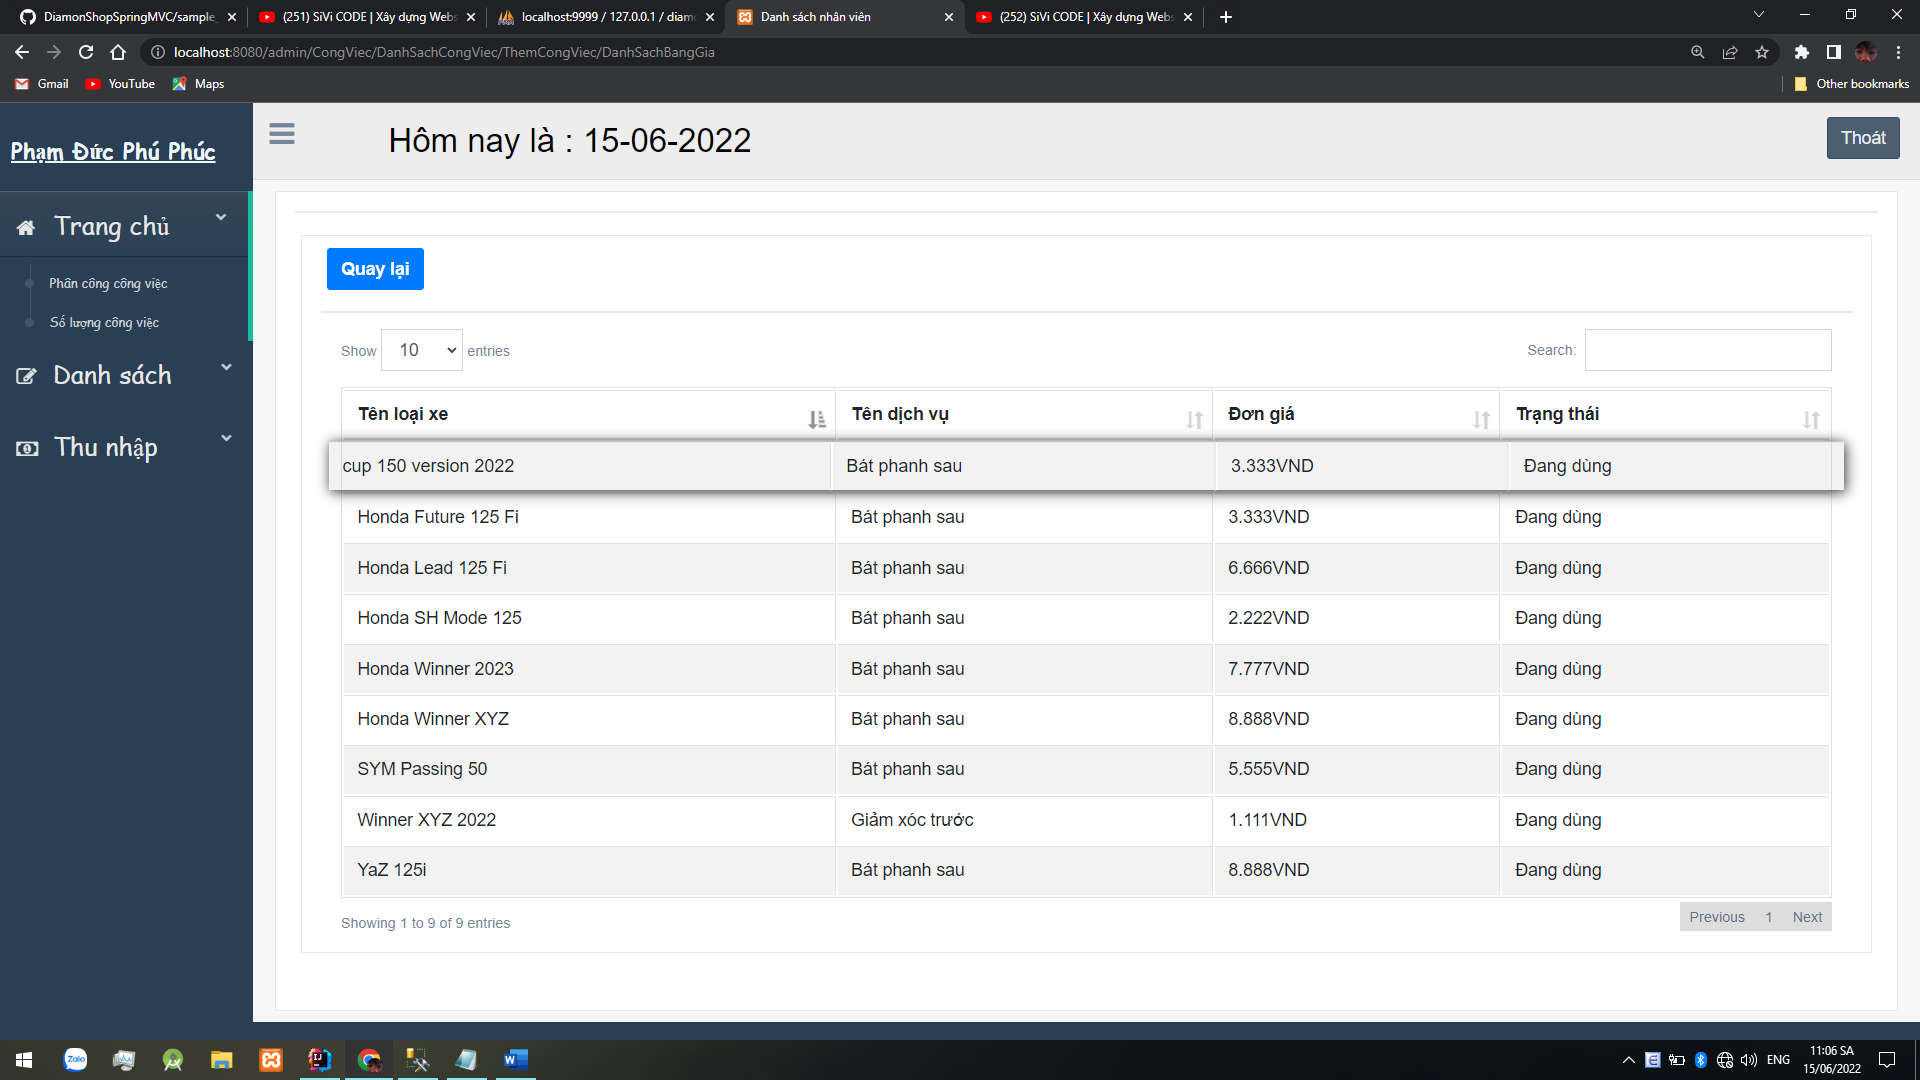 DiamonShopSpringMVC/sample_
(251) SiVi CODE | Xây dựng Webs
localhost:9999 / 127.0.0.1 / diamo
Danh sách nhân viên
(252) SiVi CODE | Xây dựng Webs
localhost:8080/admin/CongViec/DanhSachCongViec/ThemCongViec/DanhSachBangGia
Gmail
YouTube
Maps
Other bookmarks
Phạm Đức Phú Phúc
Hôm nay là : 15-06-2022
Thoát
Trang chủ
Phân công công việc
Số lượng công việc
Danh sách
Thu nhập
Quay lại
Show 10 entries
Search:
Tên loại xe Tên dịch vụ Đơn giá Trạng thái
cup 150 version 2022 Bát phanh sau 3.333VND Đang dùng
Honda Future 125 Fi Bát phanh sau 3.333VND Đang dùng
Honda Lead 125 Fi Bát phanh sau 6.666VND Đang dùng
Honda SH Mode 125 Bát phanh sau 2.222VND Đang dùng
Honda Winner 2023 Bát phanh sau 7.777VND Đang dùng
Honda Winner XYZ Bát phanh sau 8.888VND Đang dùng
SYM Passing 50 Bát phanh sau 5.555VND Đang dùng
Winner XYZ 2022 Giảm xóc trước 1.111VND Đang dùng
YaZ 125i Bát phanh sau 8.888VND Đang dùng
Showing 1 to 9 of 9 entries
Previous 1 Next
Zalo
ENG
11:06 SA
15/06/2022